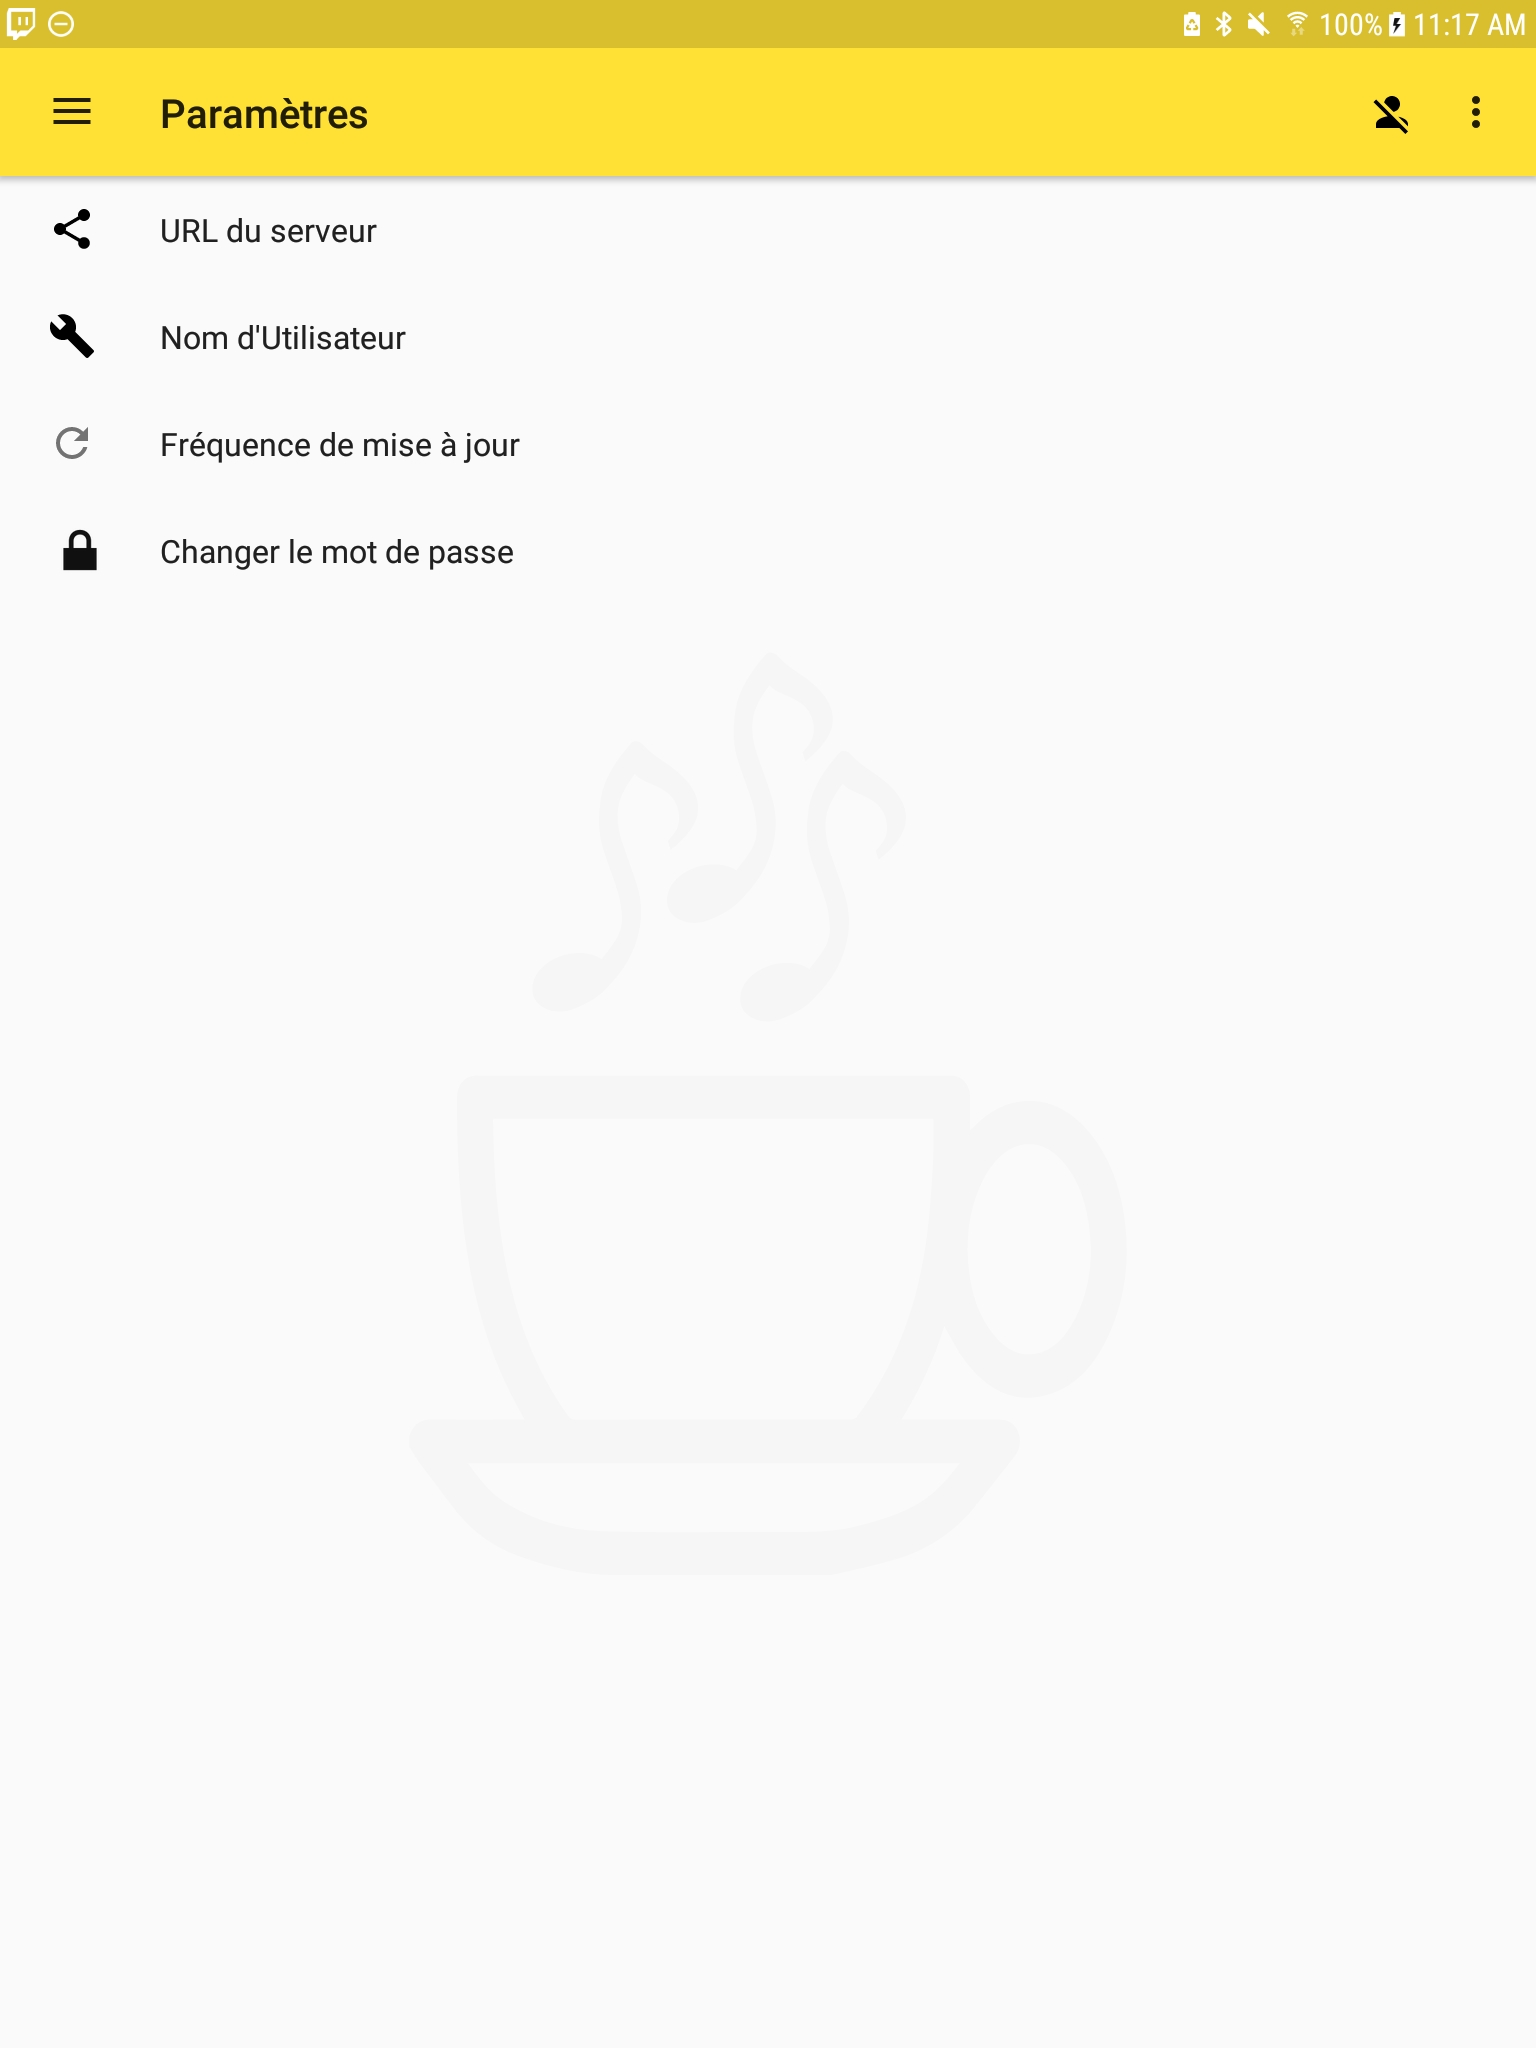 100% 11:17 AM
Paramètres
URL du serveur
Nom d'Utilisateur
Fréquence de mise à jour
Changer le mot de passe